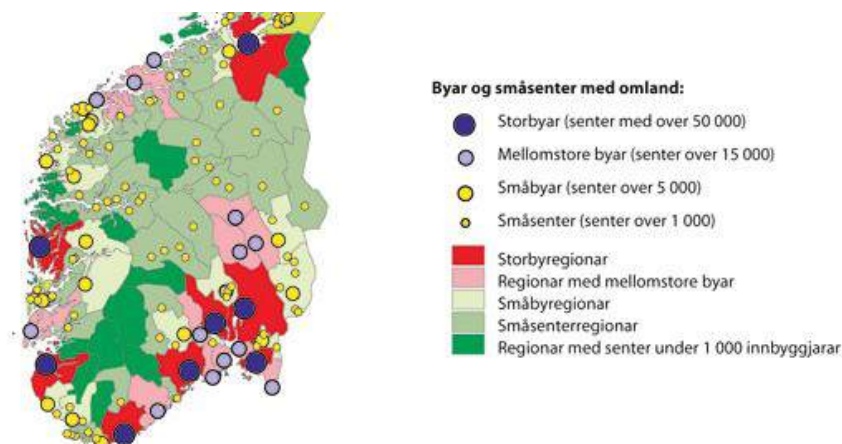 Byar og småsenter med omland:
Storbyar (senter med over 50 000)
Mellomstore byar (senter over 15 000)
Småbyar (senter over 5 000)
Småsenter (senter over 1 000)
Storbyregionar
Regionar med mellomstore byar
Småbyregionar
Småsenterregionar
Regionar med senter under 1 000 innbyggjarar